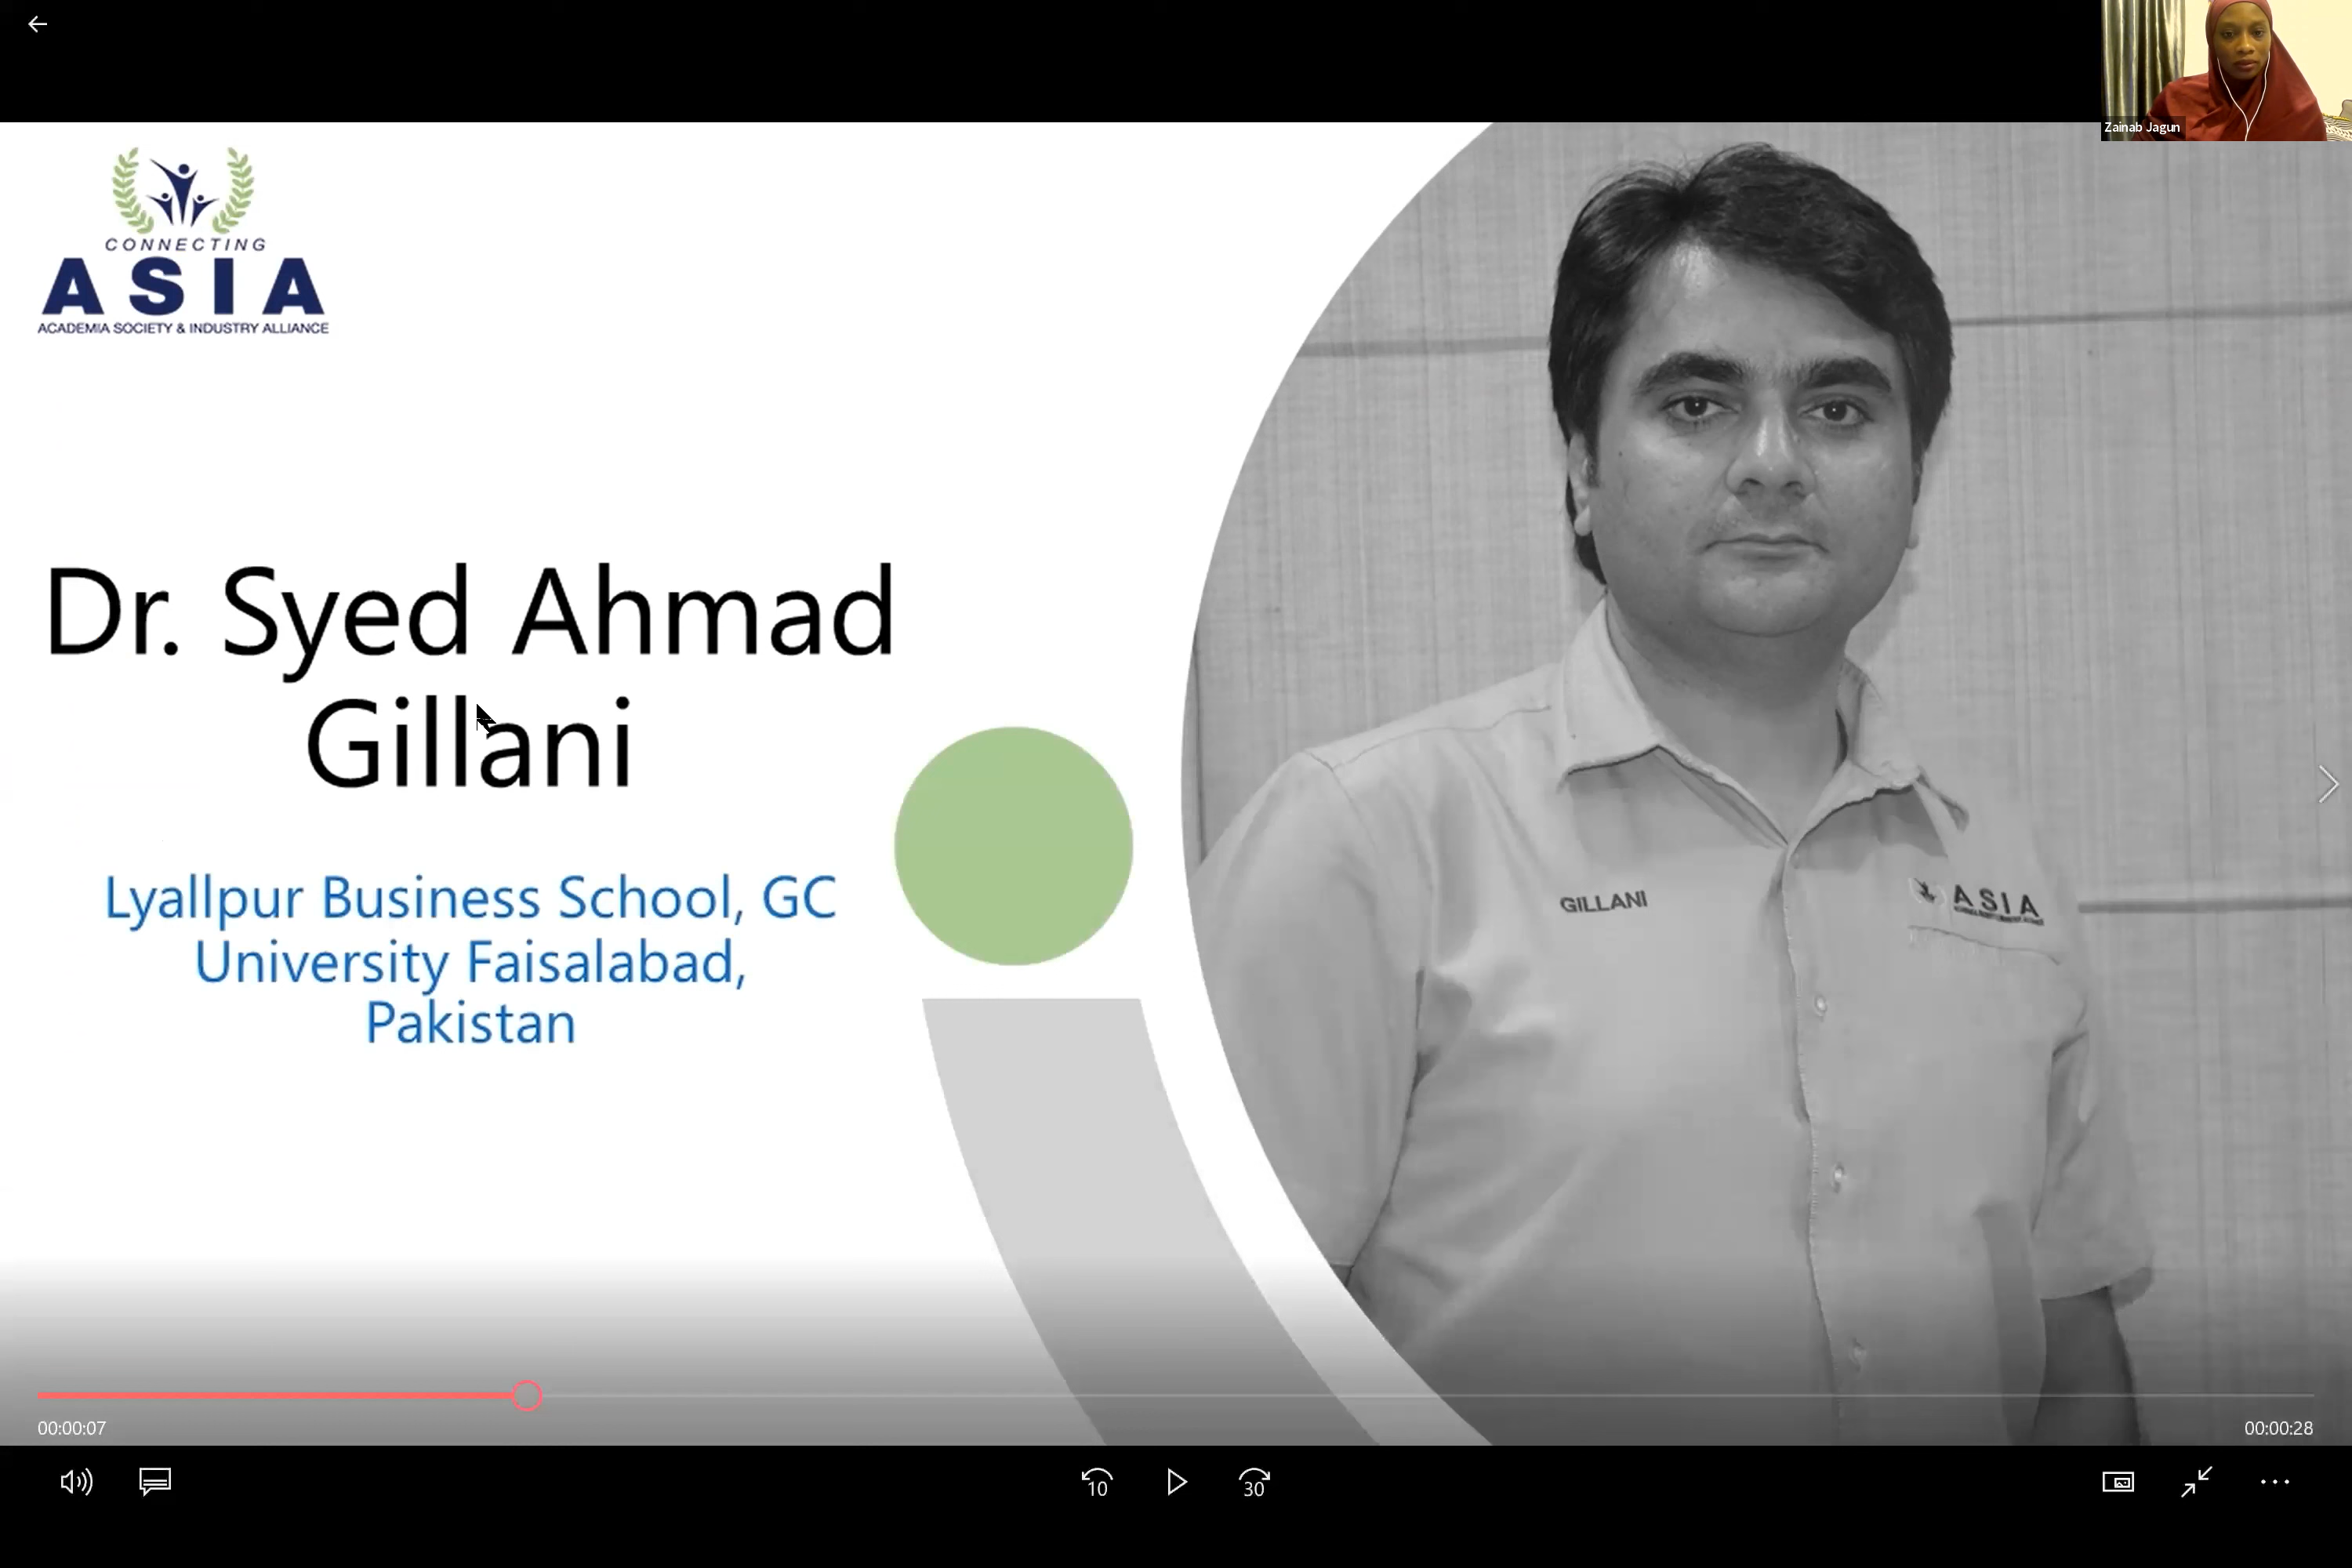 Zainab Jagun
CONNECTING
ASIA
ACADEMIA SOCIETY & INDUSTRY ALLIANCE
Dr. Syed Ahmad
Gillani
Lyallpur Business School, GC
University Faisalabad,
Pakistan
GILLANI
ASIA
00:00:07
00:00:28
10
30